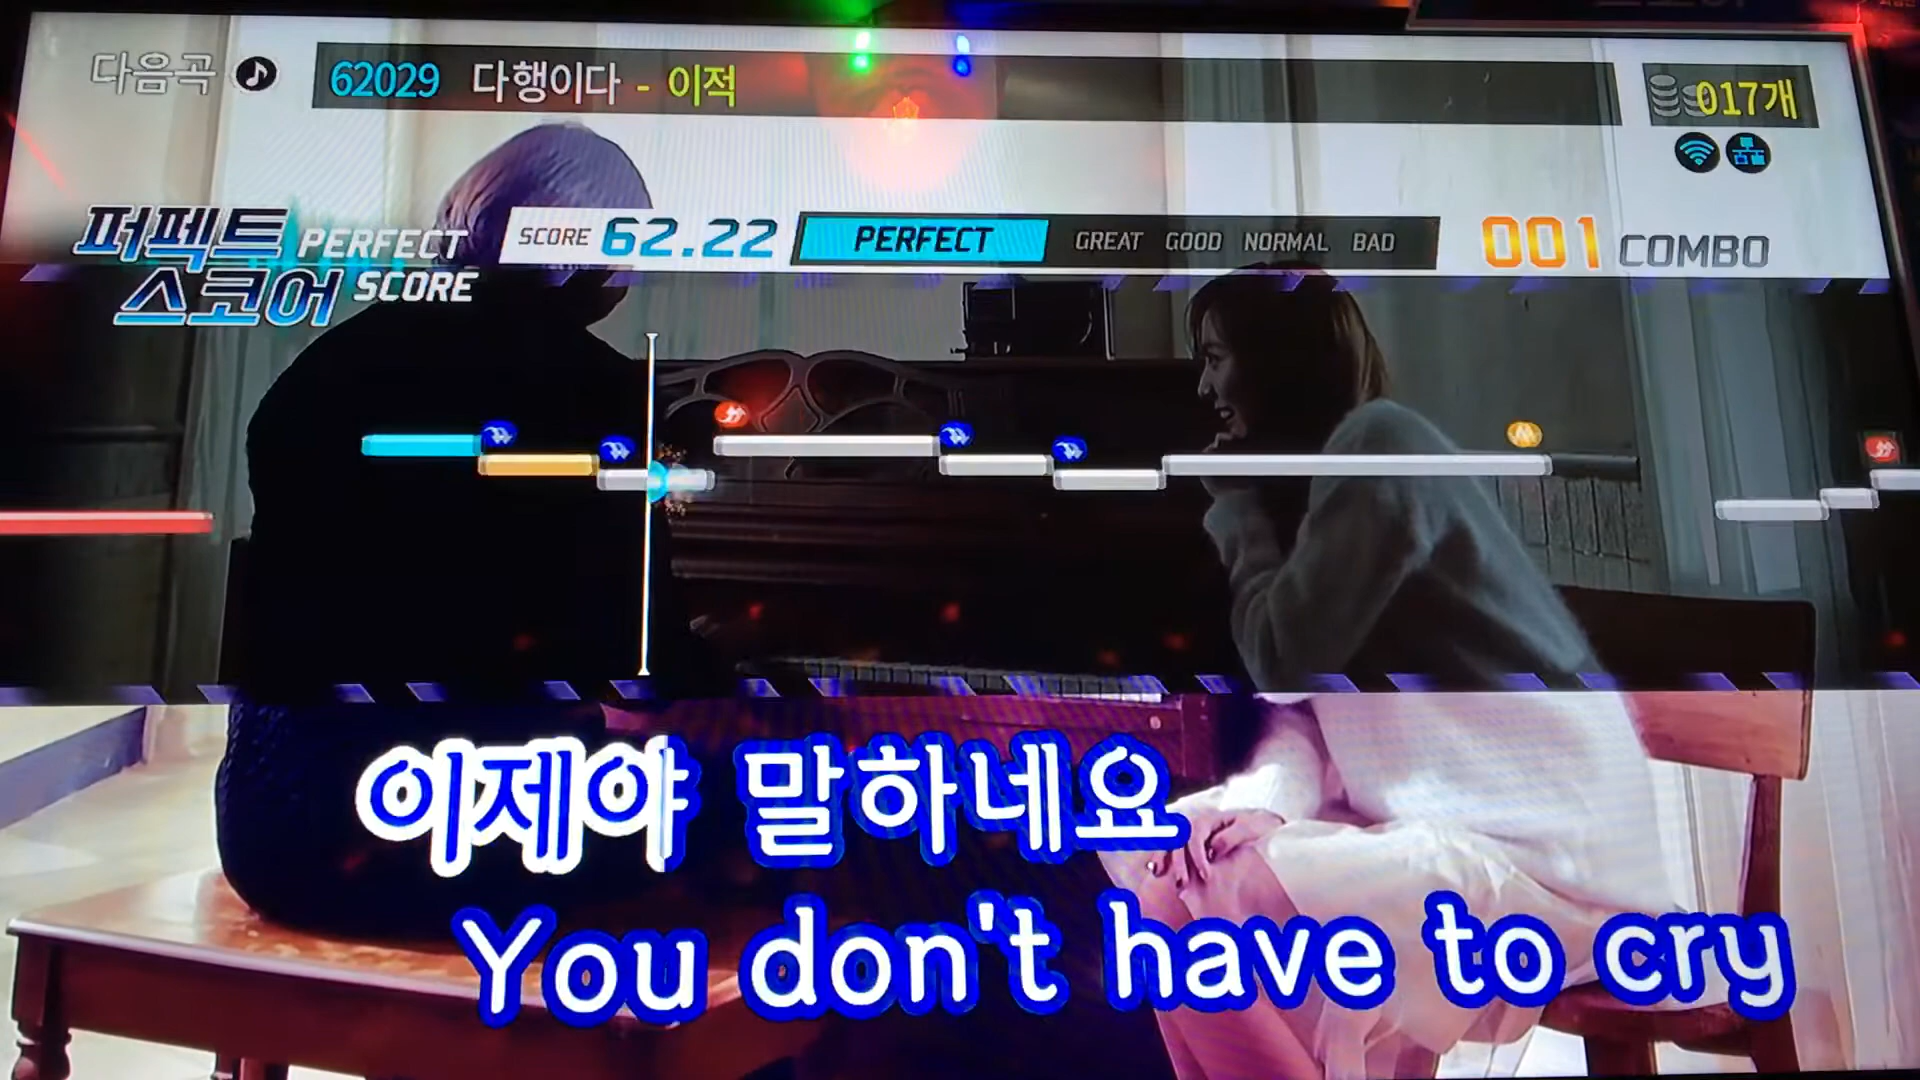 다음곡 62029 다행이다 - 이적 017개
퍼펙트 PERFECT
스코어 SCORE
SCORE 62.22 PERFECT GREAT GOOD NORMAL BAD 001 COMBO
이제야 말하네요
You don't have to cry